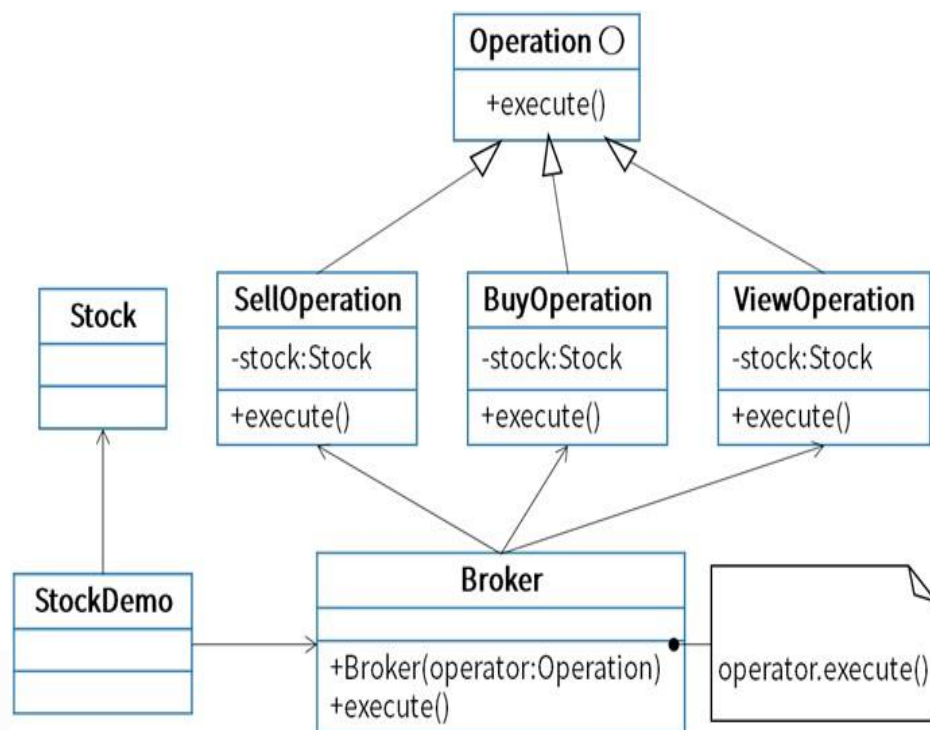 Operation
+execute()
SellOperation
-stock:Stock
+execute()
BuyOperation
-stock:Stock
+execute()
ViewOperation
-stock:Stock
+execute()
Stock
StockDemo
Broker
+Broker(operator:Operation)
+execute()
operator.execute()